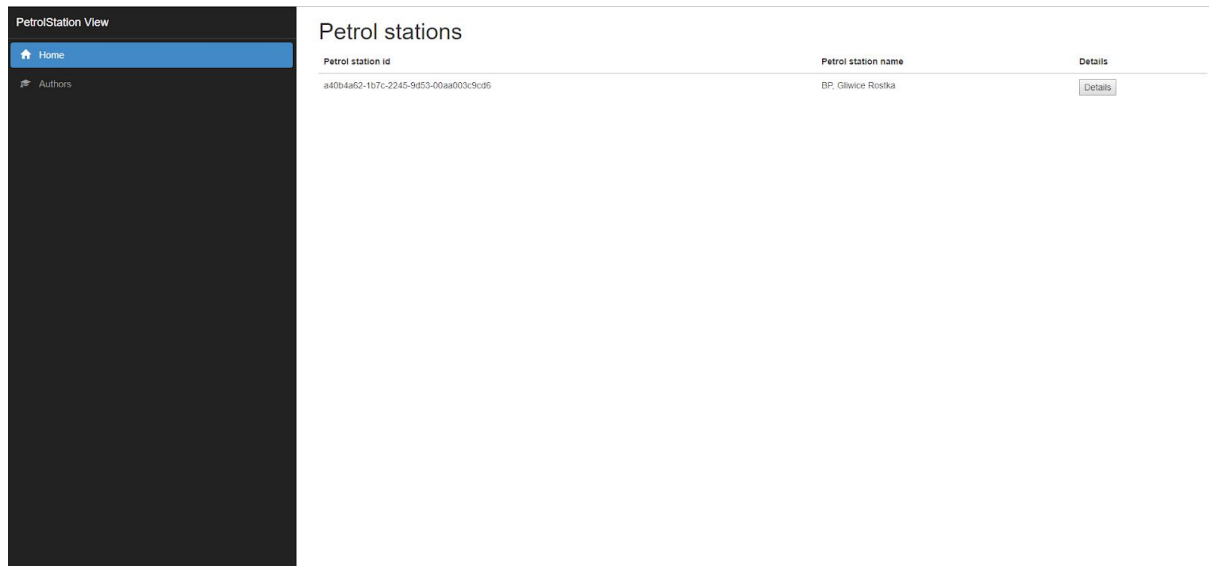 PetrolStation View
Home
Authors
Petrol stations
Petrol station id Petrol station name Details
a40b4a62-1b7c-2245-9d53-00aa003c9cd6 BP, Gliwice Rostka Details